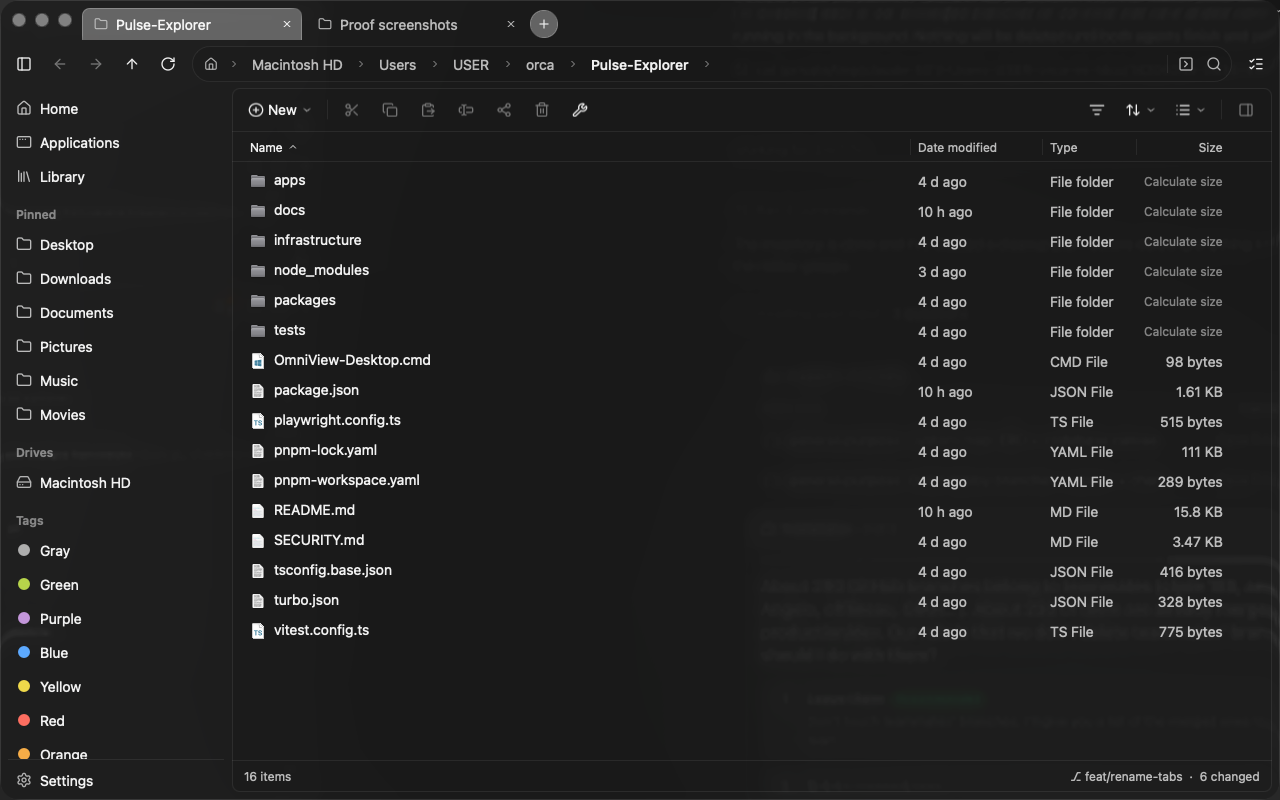 Pulse-Explorer
Proof screenshots
Macintosh HD
Users
USER
orca
Pulse-Explorer
Home
Applications
Library
Pinned
Desktop
Downloads
Documents
Pictures
Music
Movies
Drives
Macintosh HD
Tags
Gray
Green
Purple
Blue
Yellow
Red
Orange
Settings
New
Name Date modified Type Size
apps 4 d ago File folder Calculate size
docs 10 h ago File folder Calculate size
infrastructure 4 d ago File folder Calculate size
node_modules 3 d ago File folder Calculate size
packages 4 d ago File folder Calculate size
tests 4 d ago File folder Calculate size
OmniView-Desktop.cmd 4 d ago CMD File 98 bytes
package.json 10 h ago JSON File 1.61 KB
playwright.config.ts 4 d ago TS File 515 bytes
pnpm-lock.yaml 4 d ago YAML File 111 KB
pnpm-workspace.yaml 4 d ago YAML File 289 bytes
README.md 10 h ago MD File 15.8 KB
SECURITY.md 4 d ago MD File 3.47 KB
tsconfig.base.json 4 d ago JSON File 416 bytes
turbo.json 4 d ago JSON File 328 bytes
vitest.config.ts 4 d ago TS File 775 bytes
16 items
feat/rename-tabs · 6 changed